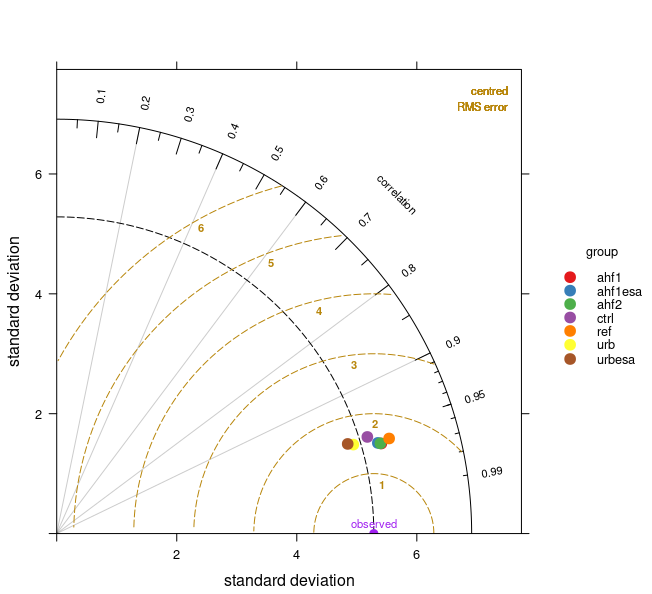 centred
RMS error
0.1
0.2
0.3
0.4
0.5
0.6
0.7
0.8
0.9
0.95
0.99
correlation
6
5
4
3
2
1
observed
6
4
2
standard deviation
2
4
6
standard deviation
group
ahf1
ahf1esa
ahf2
ctrl
ref
urb
urbesa